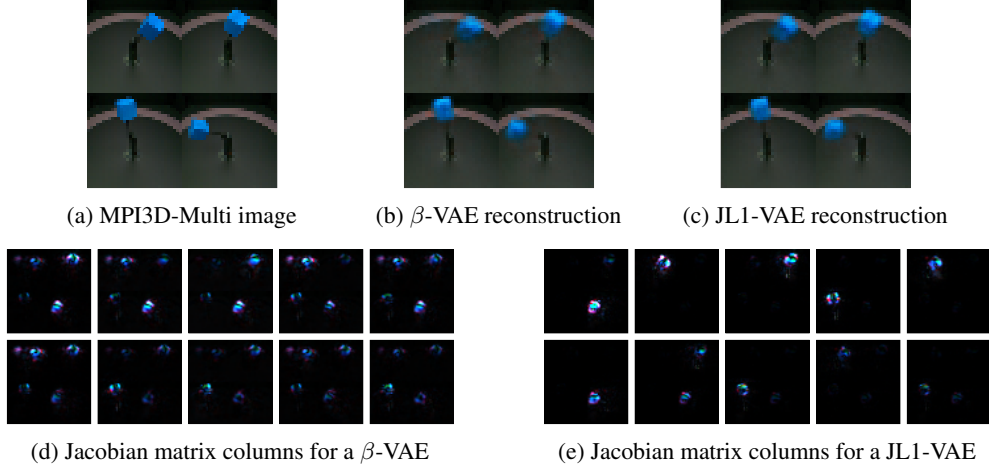 (a) MPI3D-Multi image
(b) β-VAE reconstruction
(c) JL1-VAE reconstruction
(d) Jacobian matrix columns for a β-VAE
(e) Jacobian matrix columns for a JL1-VAE